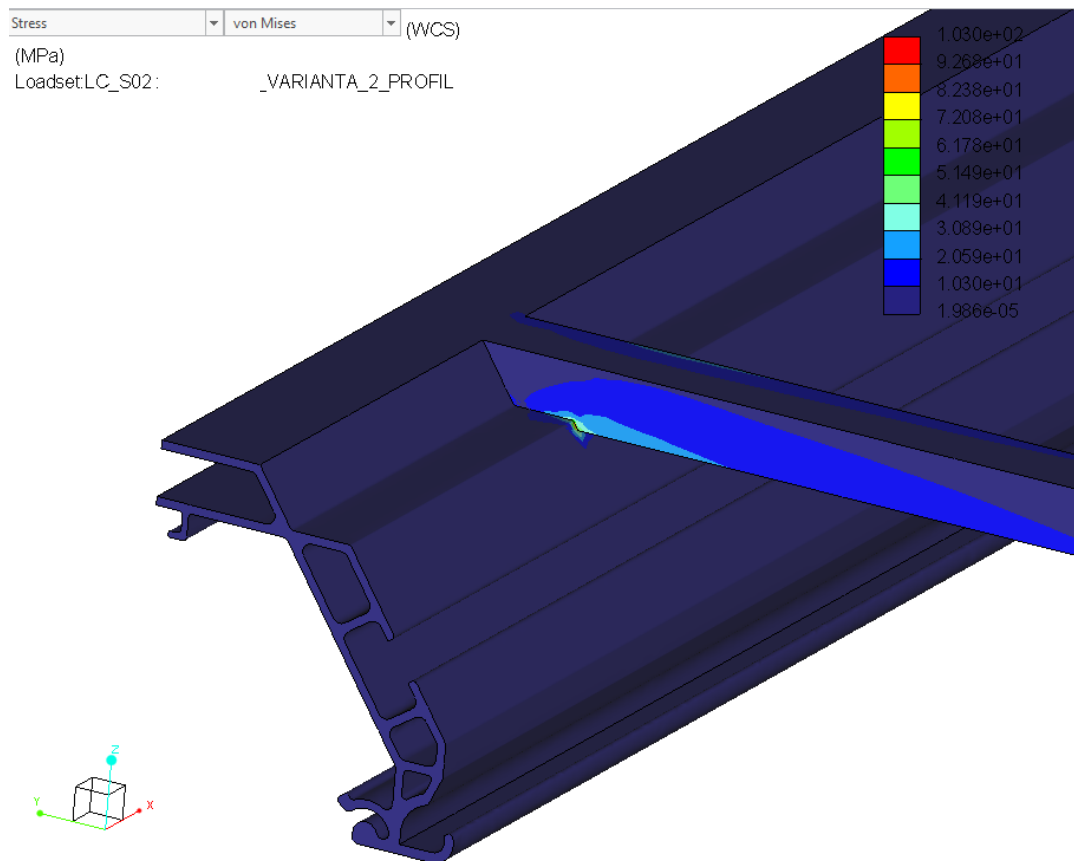 Stress von Mises (WCS)
(MPa)
Loadset:LC_S02 : _VARIANTA_2_PROFIL
1.030e+02
9.268e+01
8.238e+01
7.208e+01
6.178e+01
5.149e+01
4.119e+01
3.089e+01
2.059e+01
1.030e+01
1.986e-05
Z
Y
X